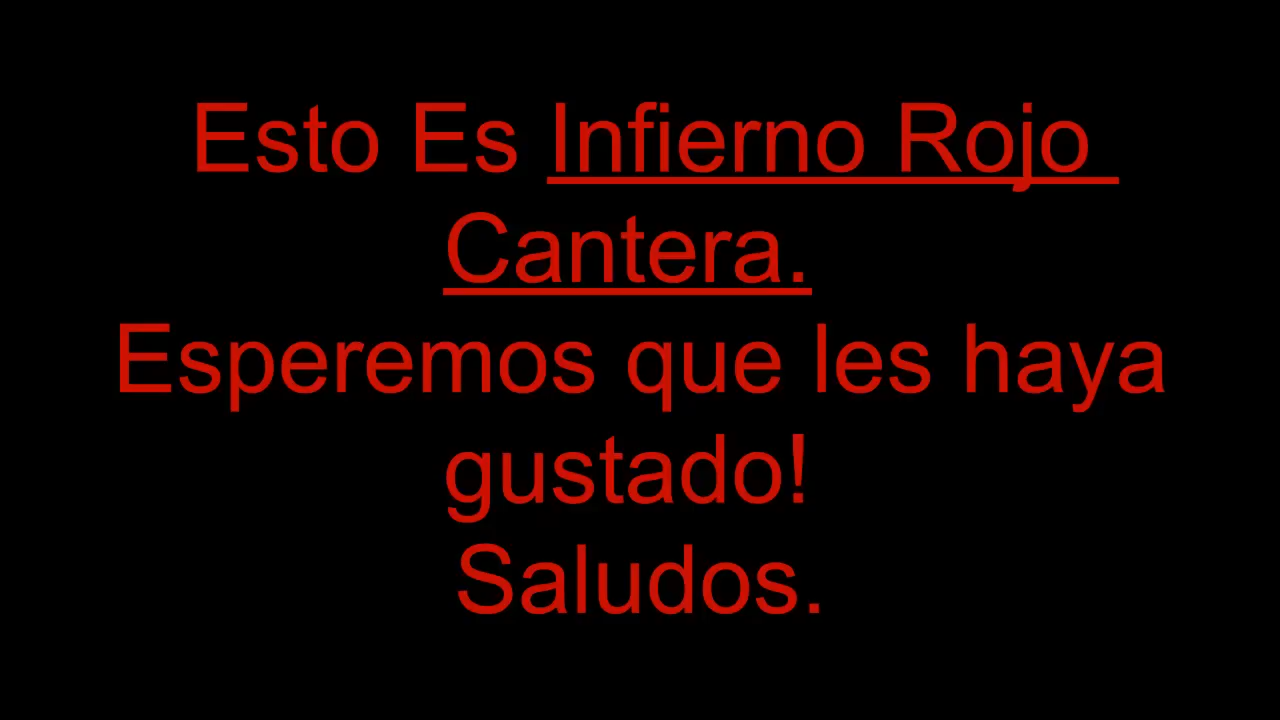 Esto Es Infierno Rojo
Cantera.
Esperemos que les haya
gustado!
Saludos.